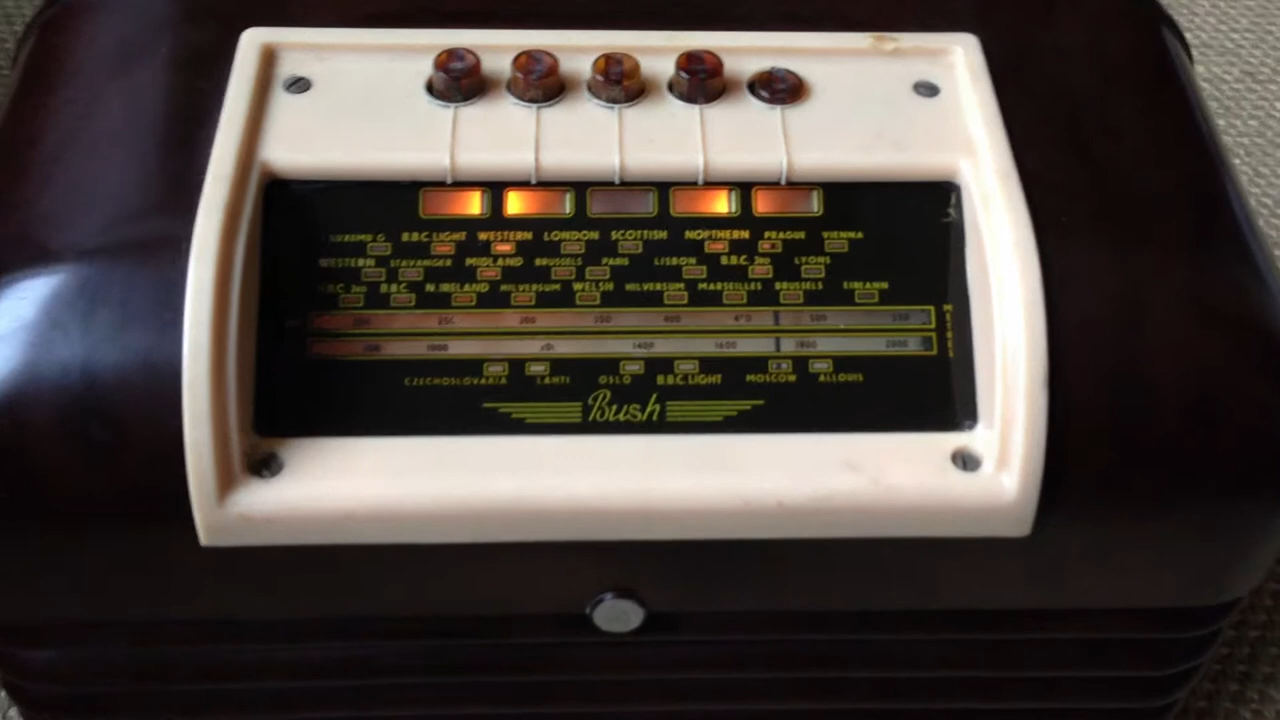 B.B.C. LIGHT WESTERN LONDON SCOTTISH NORTHERN PRAGUE VIENNA
WESTERN STAVANGER MIDLAND BRUSSELS PARIS LISBON B.B.C. 3RD LYONS
B.B.C. N.IRELAND HILVERSUM WELSH HILVERSUM MARSEILLES BRUSSELS EIREANN
250 300 350 400 500 550
1000 1400 1600 1800 2000
CZECHOSLOVAKIA LAHTI OSLO B.B.C. LIGHT MOSCOW ALLOUIS
Bush